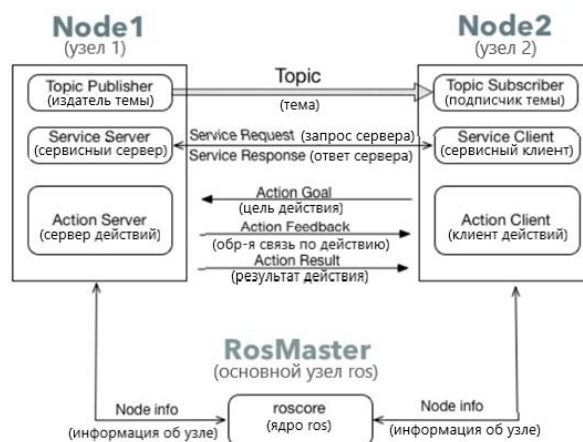 Node1
(узел 1)
Node2
(узел 2)
Topic Publisher
(издатель темы)
Topic
(тема)
Topic Subscriber
(подписчик темы)
Service Server
(сервисный сервер)
Service Request (запрос сервера)
Service Response (ответ сервера)
Service Client
(сервисный клиент)
Action Server
(сервер действий)
Action Goal
(цель действия)
Action Feedback
(обр-я связь по действию)
Action Result
(результат действия)
Action Client
(клиент действий)
RosMaster
(основной узел ros)
Node info
(информация об узле)
roscore
(ядро ros)
Node info
(информация об узле)